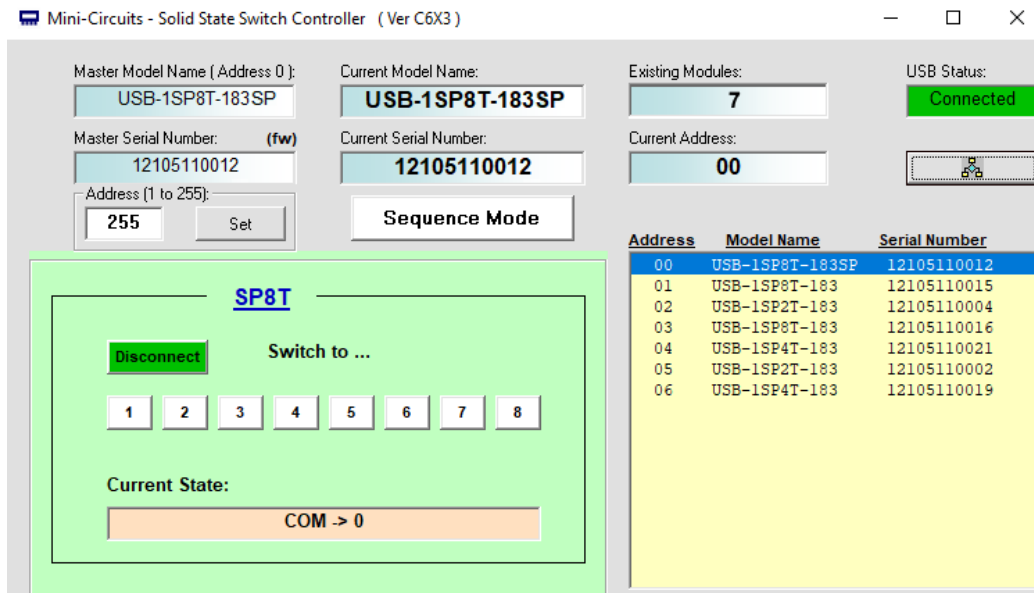 Mini-Circuits - Solid State Switch Controller ( Ver C6X3 )
Master Model Name ( Address 0 ):
USB-1SP8T-183SP
Current Model Name:
USB-1SP8T-183SP
Existing Modules:
7
USB Status:
Connected
Master Serial Number: (fw)
12105110012
Current Serial Number:
12105110012
Current Address:
00
Address (1 to 255):
255
Set
Sequence Mode
Address Model Name Serial Number
00 USB-1SP8T-183SP 12105110012
01 USB-1SP8T-183 12105110015
02 USB-1SP2T-183 12105110004
03 USB-1SP8T-183 12105110016
04 USB-1SP4T-183 12105110021
05 USB-1SP2T-183 12105110002
06 USB-1SP4T-183 12105110019
SP8T
Disconnect Switch to ...
1 2 3 4 5 6 7 8
Current State:
COM -> 0